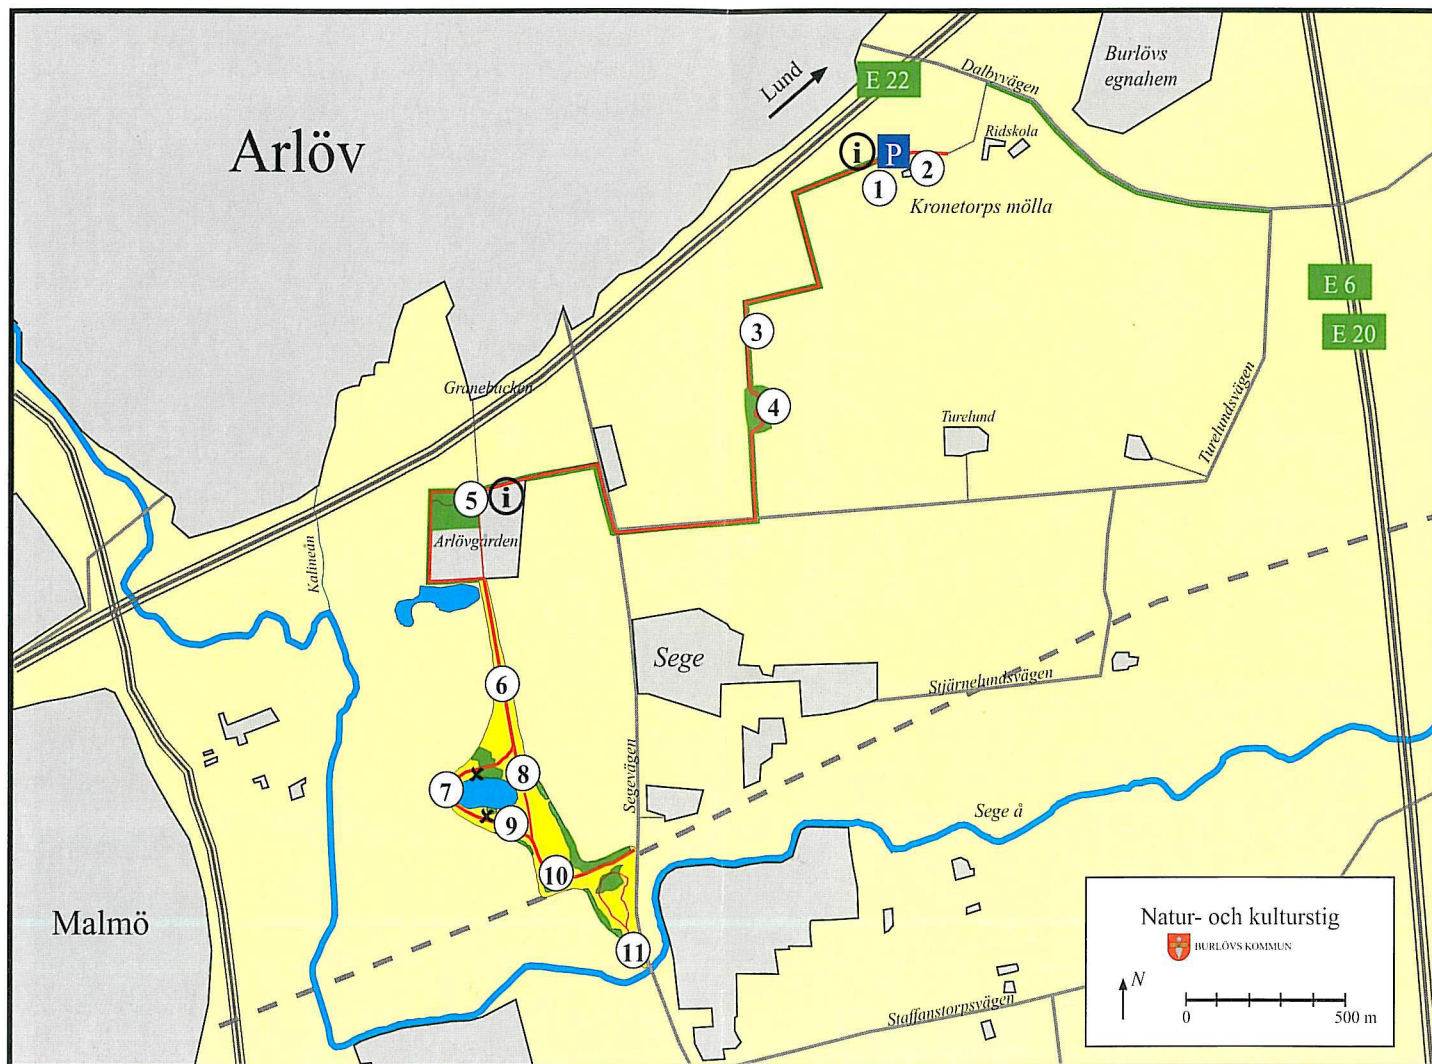 Arlöv
Lund
E 22
Dalbyvägen
Burlövs
egnahem
Ridskola
i
P
1
2
Kronetorps mölla
E 6
E 20
3
Granebacken
4
Turelund
Turelundsvägen
5
i
Arlövgården
Kalineån
Sege
6
Stjärnelundsvägen
Segevägen
7
8
9
Sege å
10
11
Malmö
Staffanstorpsvägen
Natur- och kulturstig
BURLÖVS KOMMUN
N
0
500 m